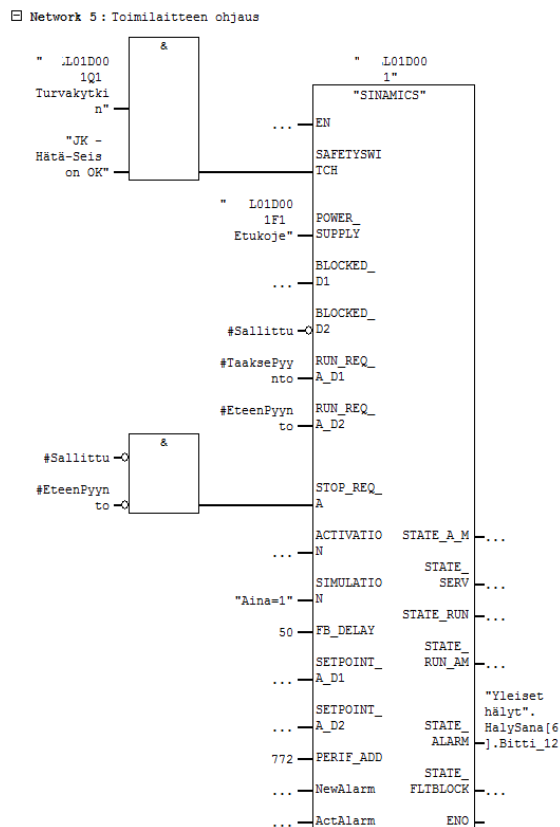 Network 5 : Toimilaitteen ohjaus
&
" .L01D00
1Q1
Turvakytki
n"
"JK -
Hätä-Seis
on OK"
" .L01D00
1"
"SINAMICS"
... EN
SAFETYSWI
TCH
" L01D00
1F1
Etukoje"
POWER_
SUPPLY
BLOCKED_
... D1
BLOCKED_
#Sallittu D2
#TaaksePyy
nto
RUN_REQ_
A_D1
#EteenPyyn
to
RUN_REQ_
A_D2
&
#Sallittu
#EteenPyyn
to
STOP_REQ_
A
ACTIVATIO
... N
SIMULATIO
"Aina=1" N
50 FB_DELAY
SETPOINT_
... A_D1
SETPOINT_
... A_D2
772 PERIF_ADD
... NewAlarm
... ActAlarm
STATE_A_M ...
STATE_
SERV ...
STATE_RUN ...
STATE_
RUN_AM ...
STATE_
ALARM
"Yleiset
hälyt".
HalySana[6
].Bitti_12
STATE_
FLTBLOCK ...
ENO